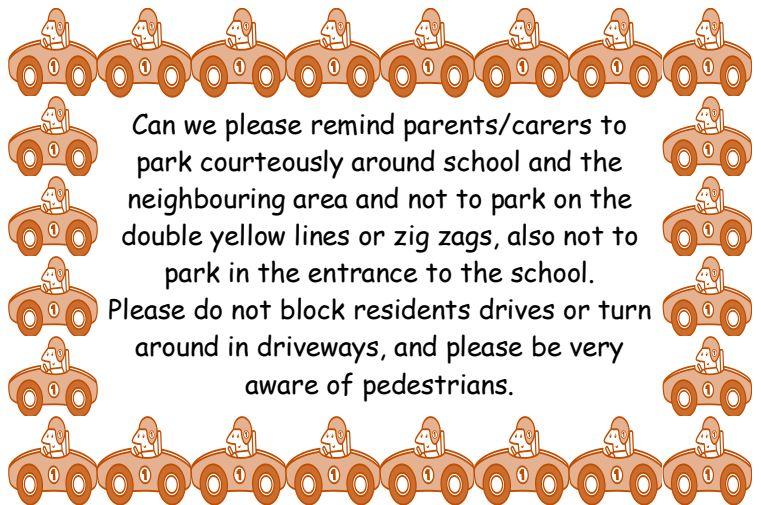 Can we please remind parents/carers to
park courteously around school and the
neighbouring area and not to park on the
double yellow lines or zig zags, also not to
park in the entrance to the school.
Please do not block residents drives or turn
around in driveways, and please be very
aware of pedestrians.